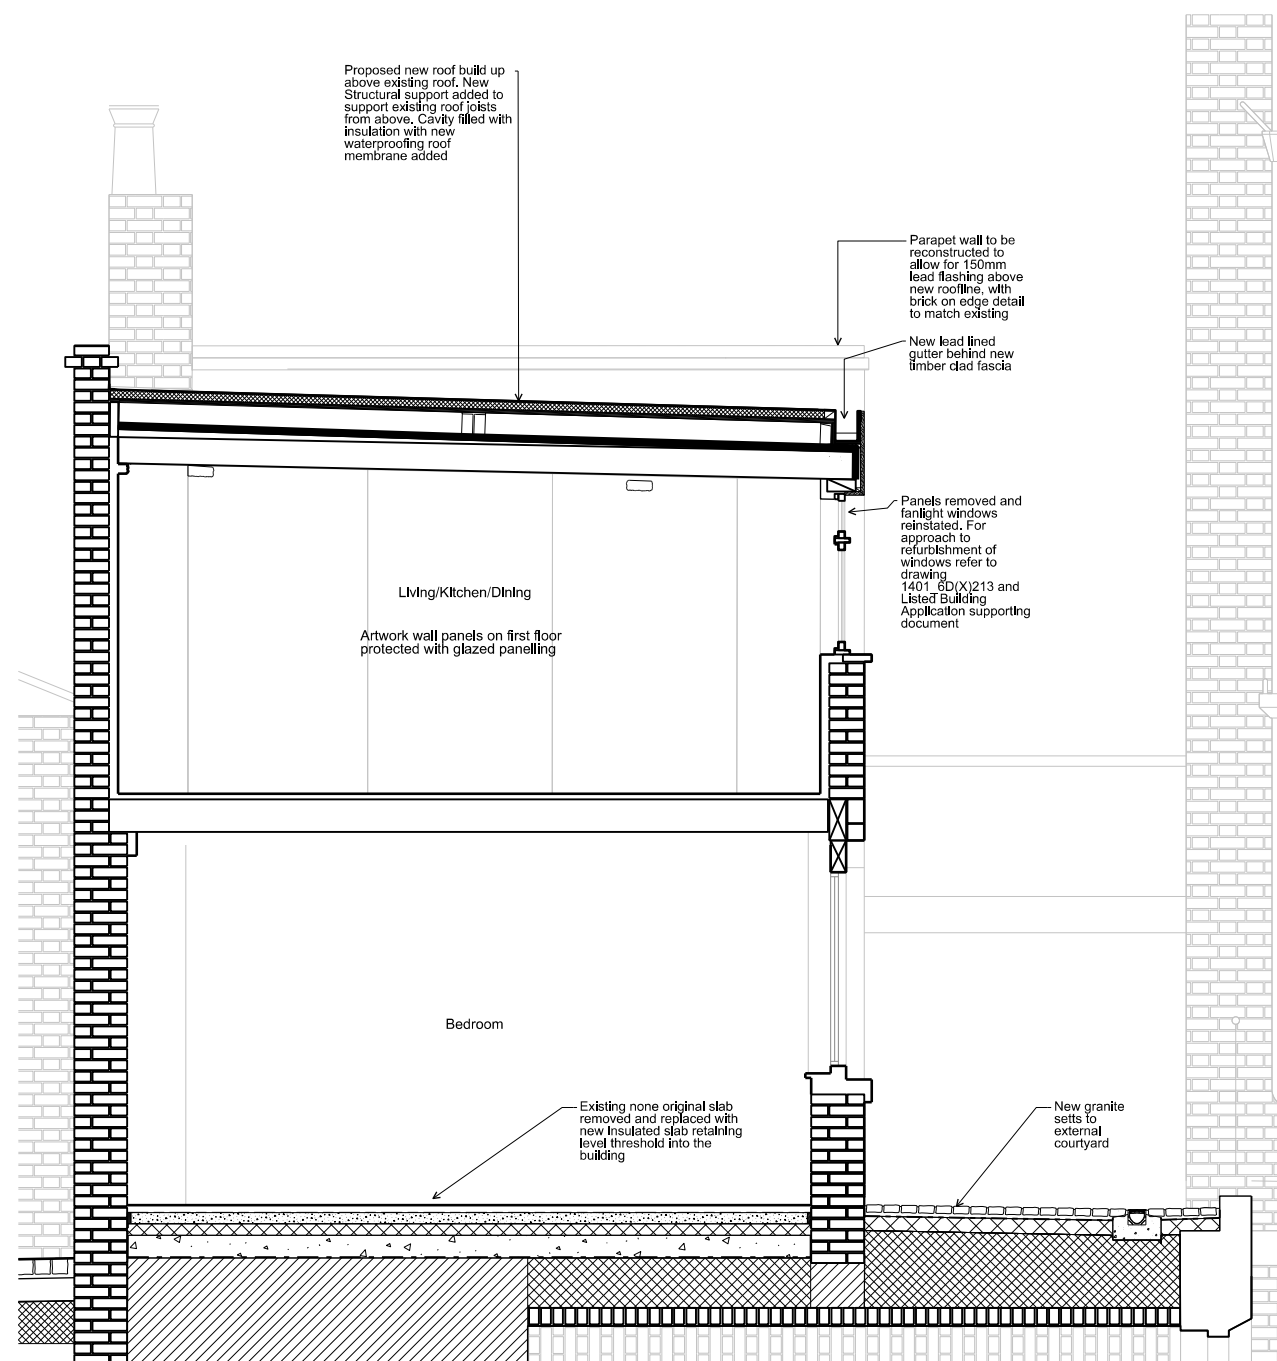 Proposed new roof build up
above existing roof. New
Structural support added to
support existing roof joists
from above. Cavity filled with
insulation with new
waterproofing roof
membrane added
Parapet wall to be
reconstructed to
allow for 150mm
lead flashing above
new roofline, with
brick on edge detail
to match existing
New lead lined
gutter behind new
timber clad fascia
Panels removed and
fanlight windows
reinstated. For
approach to
refurbishment of
windows refer to
drawing
1401_6D(X)213 and
Listed Building
Application supporting
document
Living/Kitchen/Dining
Artwork wall panels on first floor
protected with glazed panelling
Bedroom
Existing none original slab
removed and replaced with
new insulated slab retaining
level threshold into the
building
New granite
setts to
external
courtyard